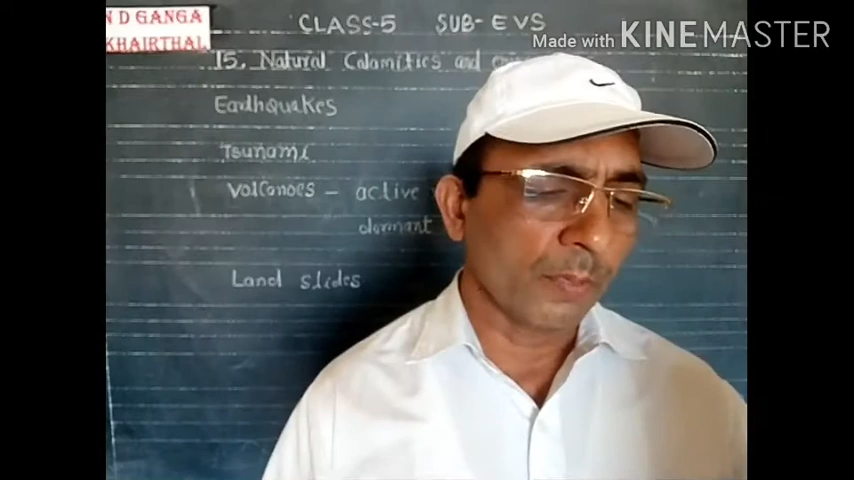 N D GANGA
KHAIRTHAL
CLASS-5 SUB- EVS
Made with KINEMASTER
15. Natural Calamities and
Earthquakes
Tsunami
Volcanoes - active
dormant
Land slides